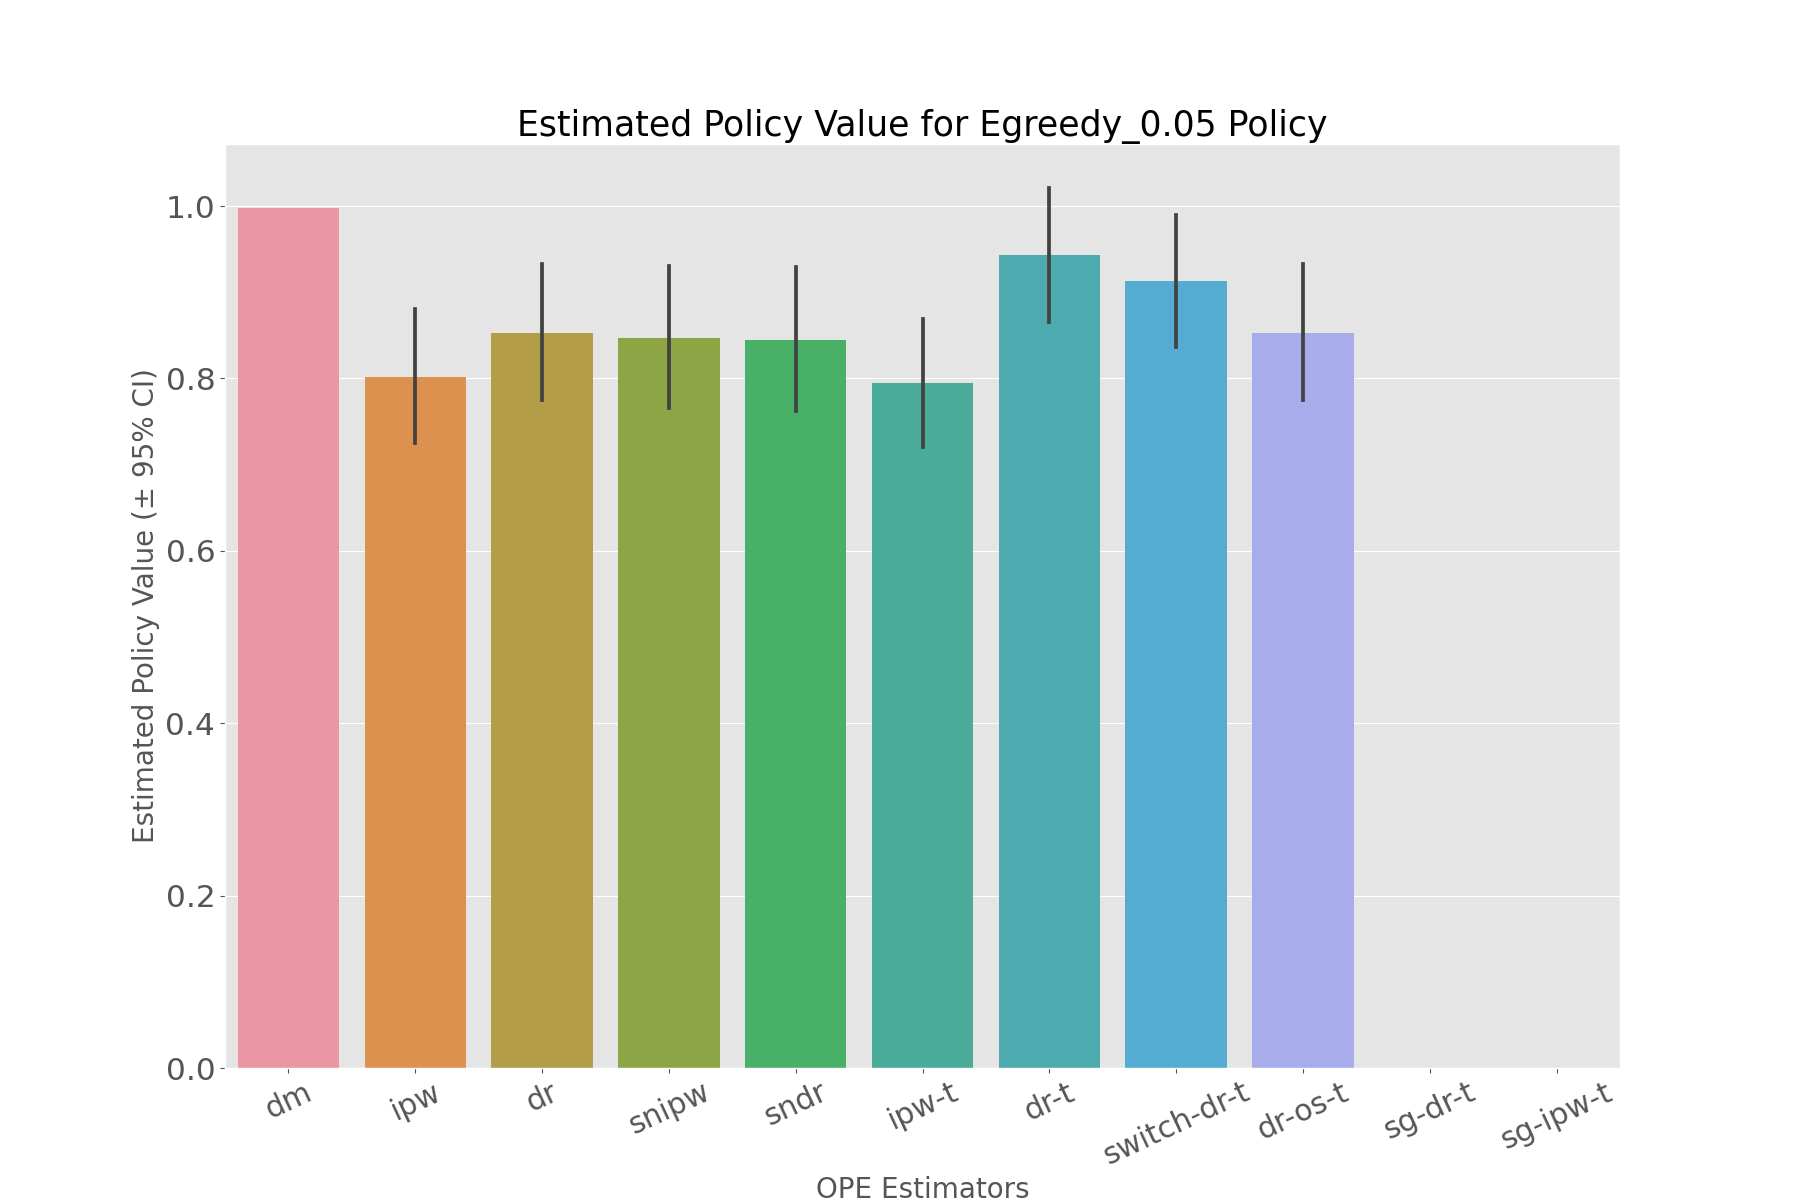 Estimated Policy Value for Egreedy_0.05 Policy
Estimated Policy Value (± 95% CI)
1.0
0.8
0.6
0.4
0.2
0.0
dm
ipw
dr
snipw
sndr
ipw-t
dr-t
switch-dr-t
dr-os-t
sg-dr-t
sg-ipw-t
OPE Estimators